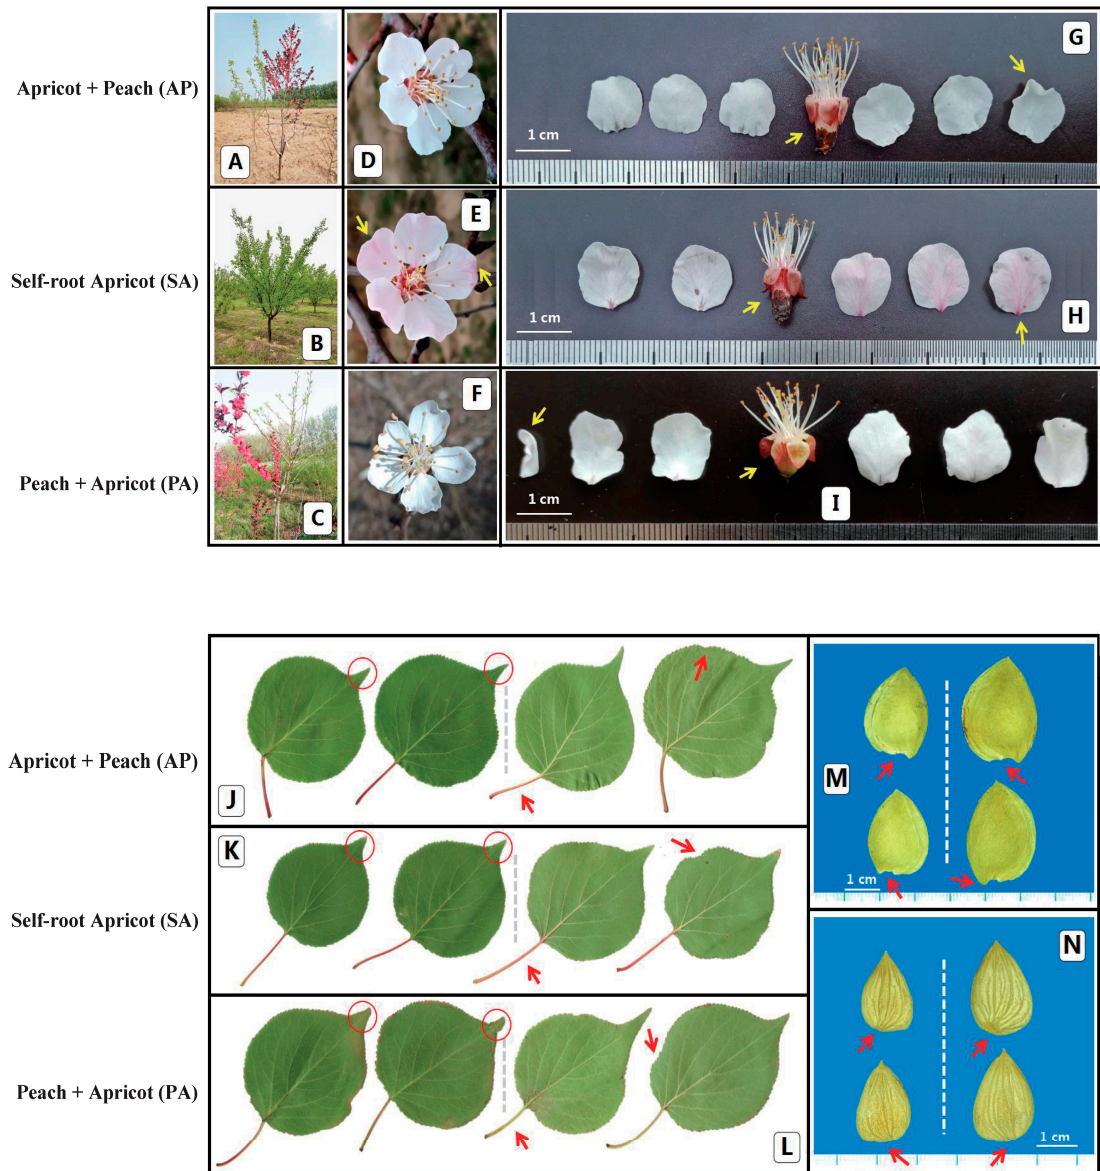 Apricot + Peach (AP)
A
D
G
1 cm
Self-root Apricot (SA)
B
E
H
1 cm
Peach + Apricot (PA)
C
F
I
1 cm
Apricot + Peach (AP)
J
M
1 cm
Self-root Apricot (SA)
K
N
1 cm
Peach + Apricot (PA)
L